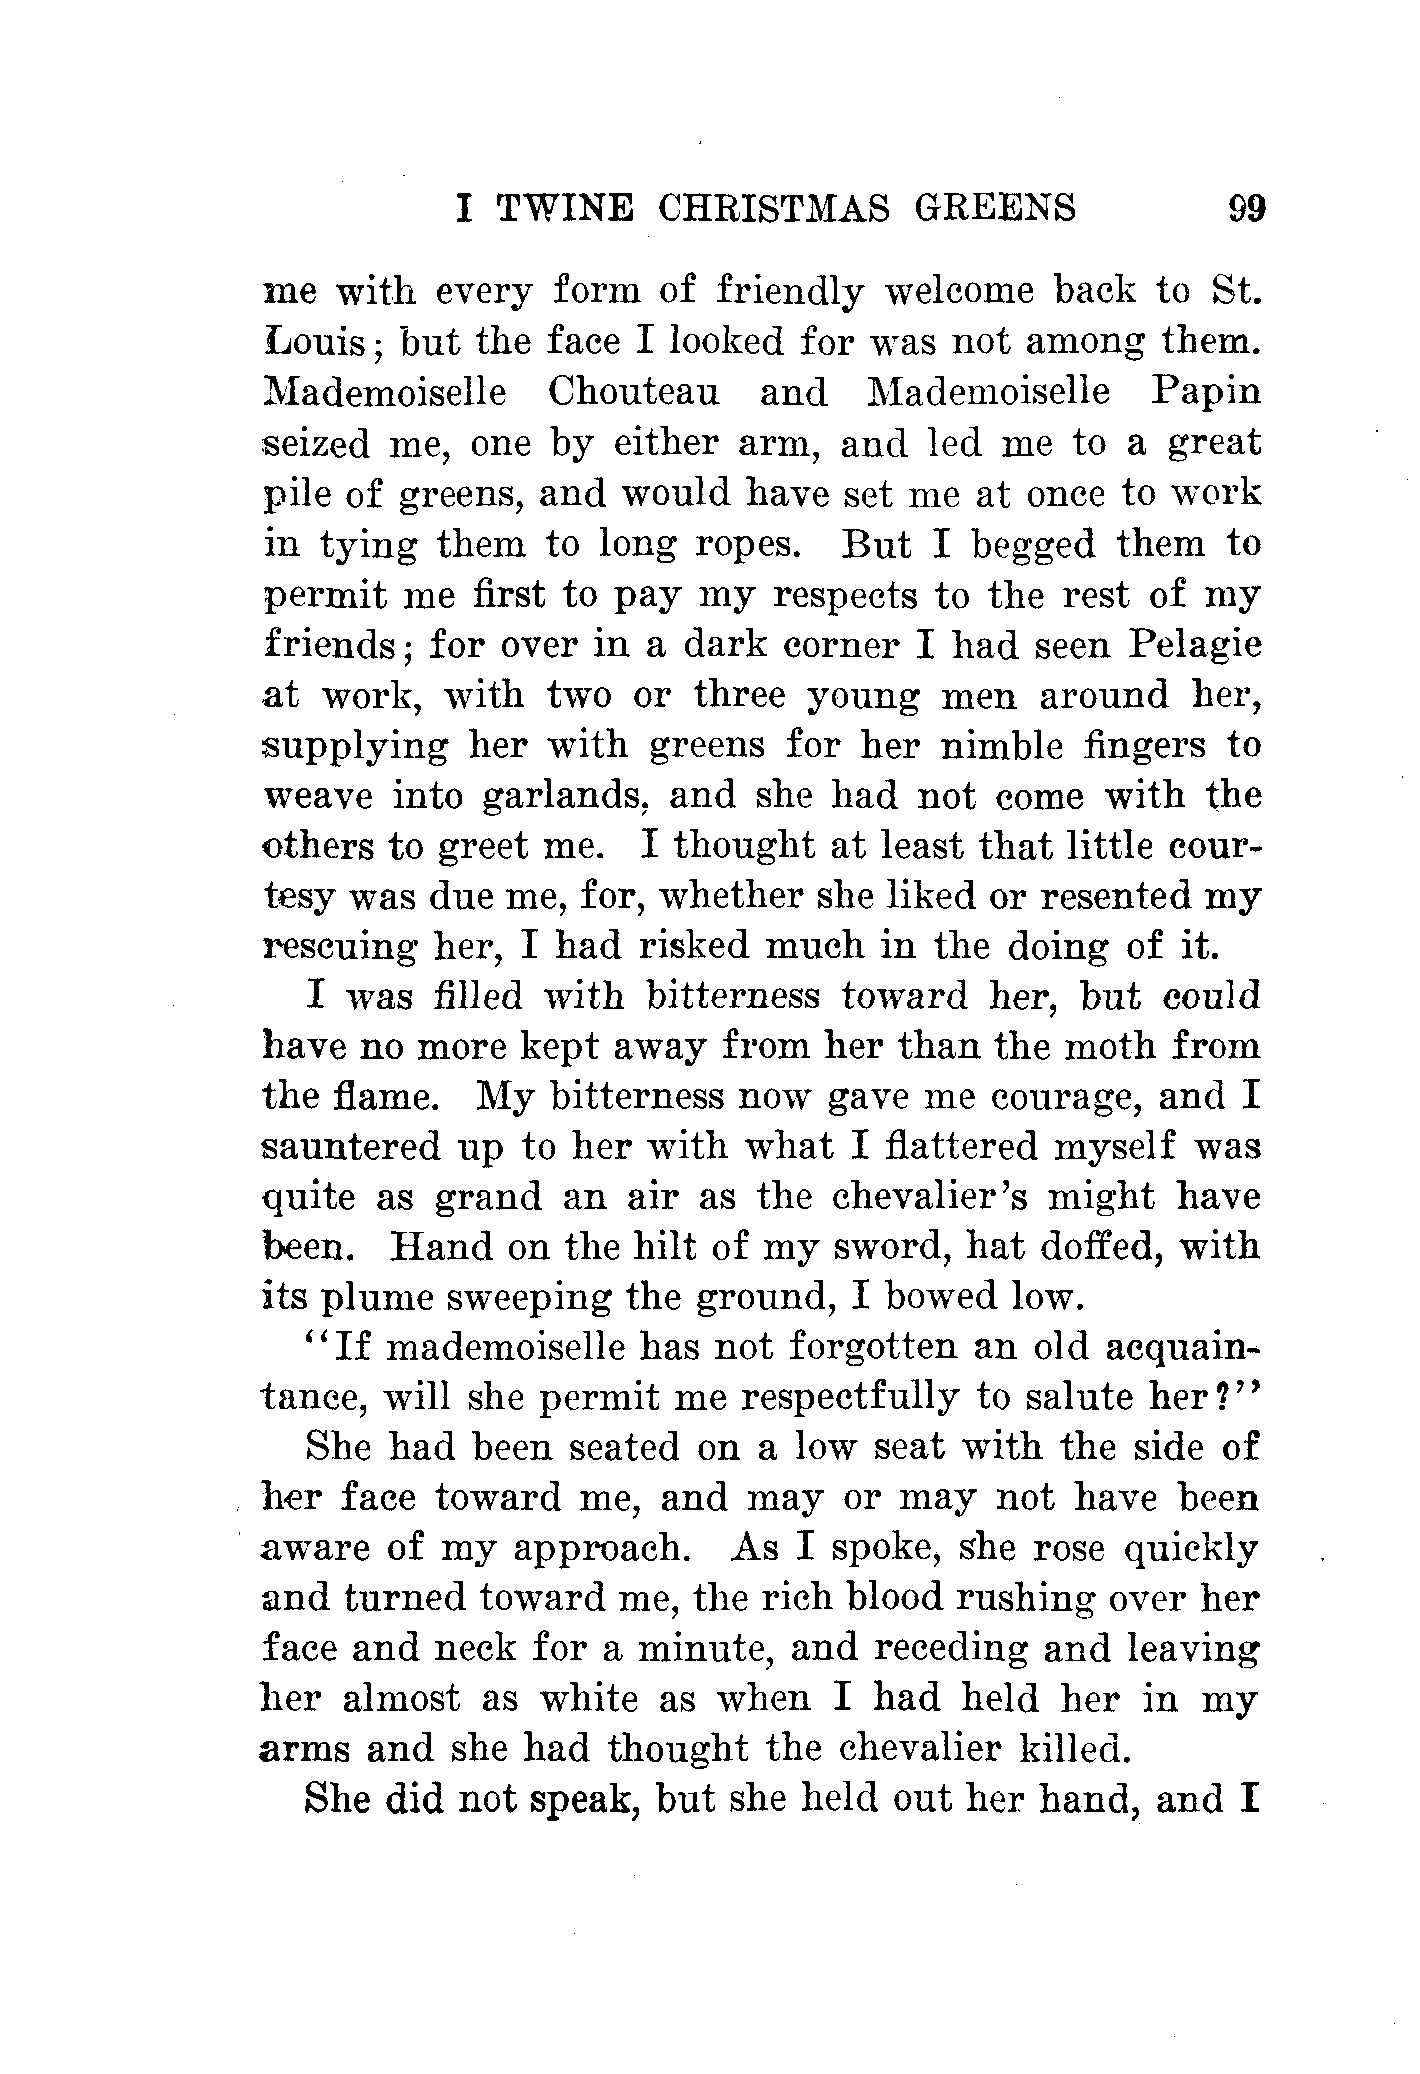 I TWINE CHRISTMAS GREENS 99
me with every form of friendly welcome back to St.
Louis; but the face I looked for was not among them.
Mademoiselle Chouteau and Mademoiselle Papin
seized me, one by either arm, and led me to a great
pile of greens, and would have set me at once to work
in tying them to long ropes. But I begged them to
permit me first to pay my respects to the rest of my
friends; for over in a dark corner I had seen Pelagie
at work, with two or three young men around her,
supplying her with greens for her nimble fingers to
weave into garlands, and she had not come with the
others to greet me. I thought at least that little cour-
tesy was due me, for, whether she liked or resented my
rescuing her, I had risked much in the doing of it.
I was filled with bitterness toward her, but could
have no more kept away from her than the moth from
the flame. My bitterness now gave me courage, and I
sauntered up to her with what I flattered myself was
quite as grand an air as the chevalier's might have
been. Hand on the hilt of my sword, hat doffed, with
its plume sweeping the ground, I bowed low.
"If mademoiselle has not forgotten an old acquain-
tance, will she permit me respectfully to salute her?"
She had been seated on a low seat with the side of
her face toward me, and may or may not have been
aware of my approach. As I spoke, she rose quickly
and turned toward me, the rich blood rushing over her
face and neck for a minute, and receding and leaving
her almost as white as when I had held her in my
arms and she had thought the chevalier killed.
She did not speak, but she held out her hand, and I